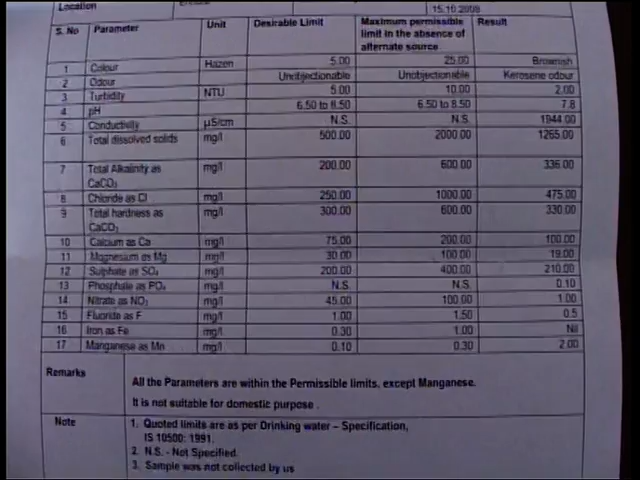 Location
15.10.2009
S. No Parameter Unit Desirable Limit Maximum permissible limit in the absence of alternate source Result
1 Colour Hazen 5.00 25.00 Brownish
2 Odour Unobjectionable Unobjectionable Kerosene odour
3 Turbidity NTU 5.00 10.00 2.00
4 pH 6.50 to 8.50 6.50 to 8.50 7.8
5 Conductivity µS/cm N.S. N.S. 1944.00
6 Total dissolved solids mg/l 500.00 2000.00 1265.00
7 Total Alkalinity as CaCO₃ mg/l 200.00 600.00 336.00
8 Chloride as Cl mg/l 250.00 1000.00 475.00
9 Total hardness as CaCO₃ mg/l 300.00 600.00 330.00
10 Calcium as Ca mg/l 75.00 200.00 100.00
11 Magnesium as Mg mg/l 30.00 100.00 19.00
12 Sulphate as SO₄ mg/l 200.00 400.00 210.00
13 Phosphate as PO₄ mg/l N.S. N.S. 0.10
14 Nitrate as NO₃ mg/l 45.00 100.00 1.00
15 Fluoride as F mg/l 1.00 1.50 0.5
16 Iron as Fe mg/l 0.30 1.00 Nil
17 Manganese as Mn mg/l 0.10 0.30 2.00
Remarks
All the Parameters are within the Permissible limits, except Manganese.
It is not suitable for domestic purpose .
Note
1. Quoted limits are as per Drinking water – Specification,
IS 10500: 1991.
2. N.S. - Not Specified.
3. Sample was not collected by us